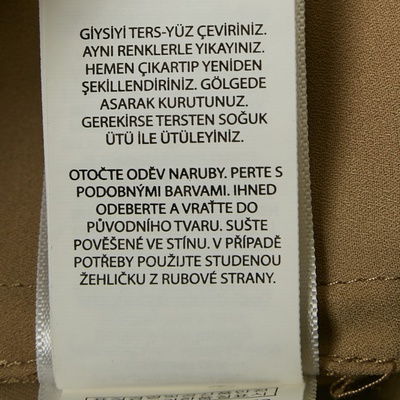 GİYSİYİ TERS-YÜZ ÇEVİRİNİZ.
AYNI RENKLERLE YIKAYINIZ.
HEMEN ÇIKARTIP YENİDEN
ŞEKİLLENDİRİNİZ. GÖLGEDE
ASARAK KURUTUNUZ.
GEREKİRSE TERSTEN SOĞUK
ÜTÜ İLE ÜTÜLEYİNİZ.
OTOČTE ODĚV NARUBY. PERTE S
PODOBNÝMI BARVAMI. IHNED
ODEBERTE A VRAŤTE DO
PŮVODNÍHO TVARU. SUŠTE
POVĚŠENÉ VE STÍNU. V PŘÍPADĚ
POTŘEBY POUŽIJTE STUDENOU
ŽEHLIČKU Z RUBOVÉ STRANY.